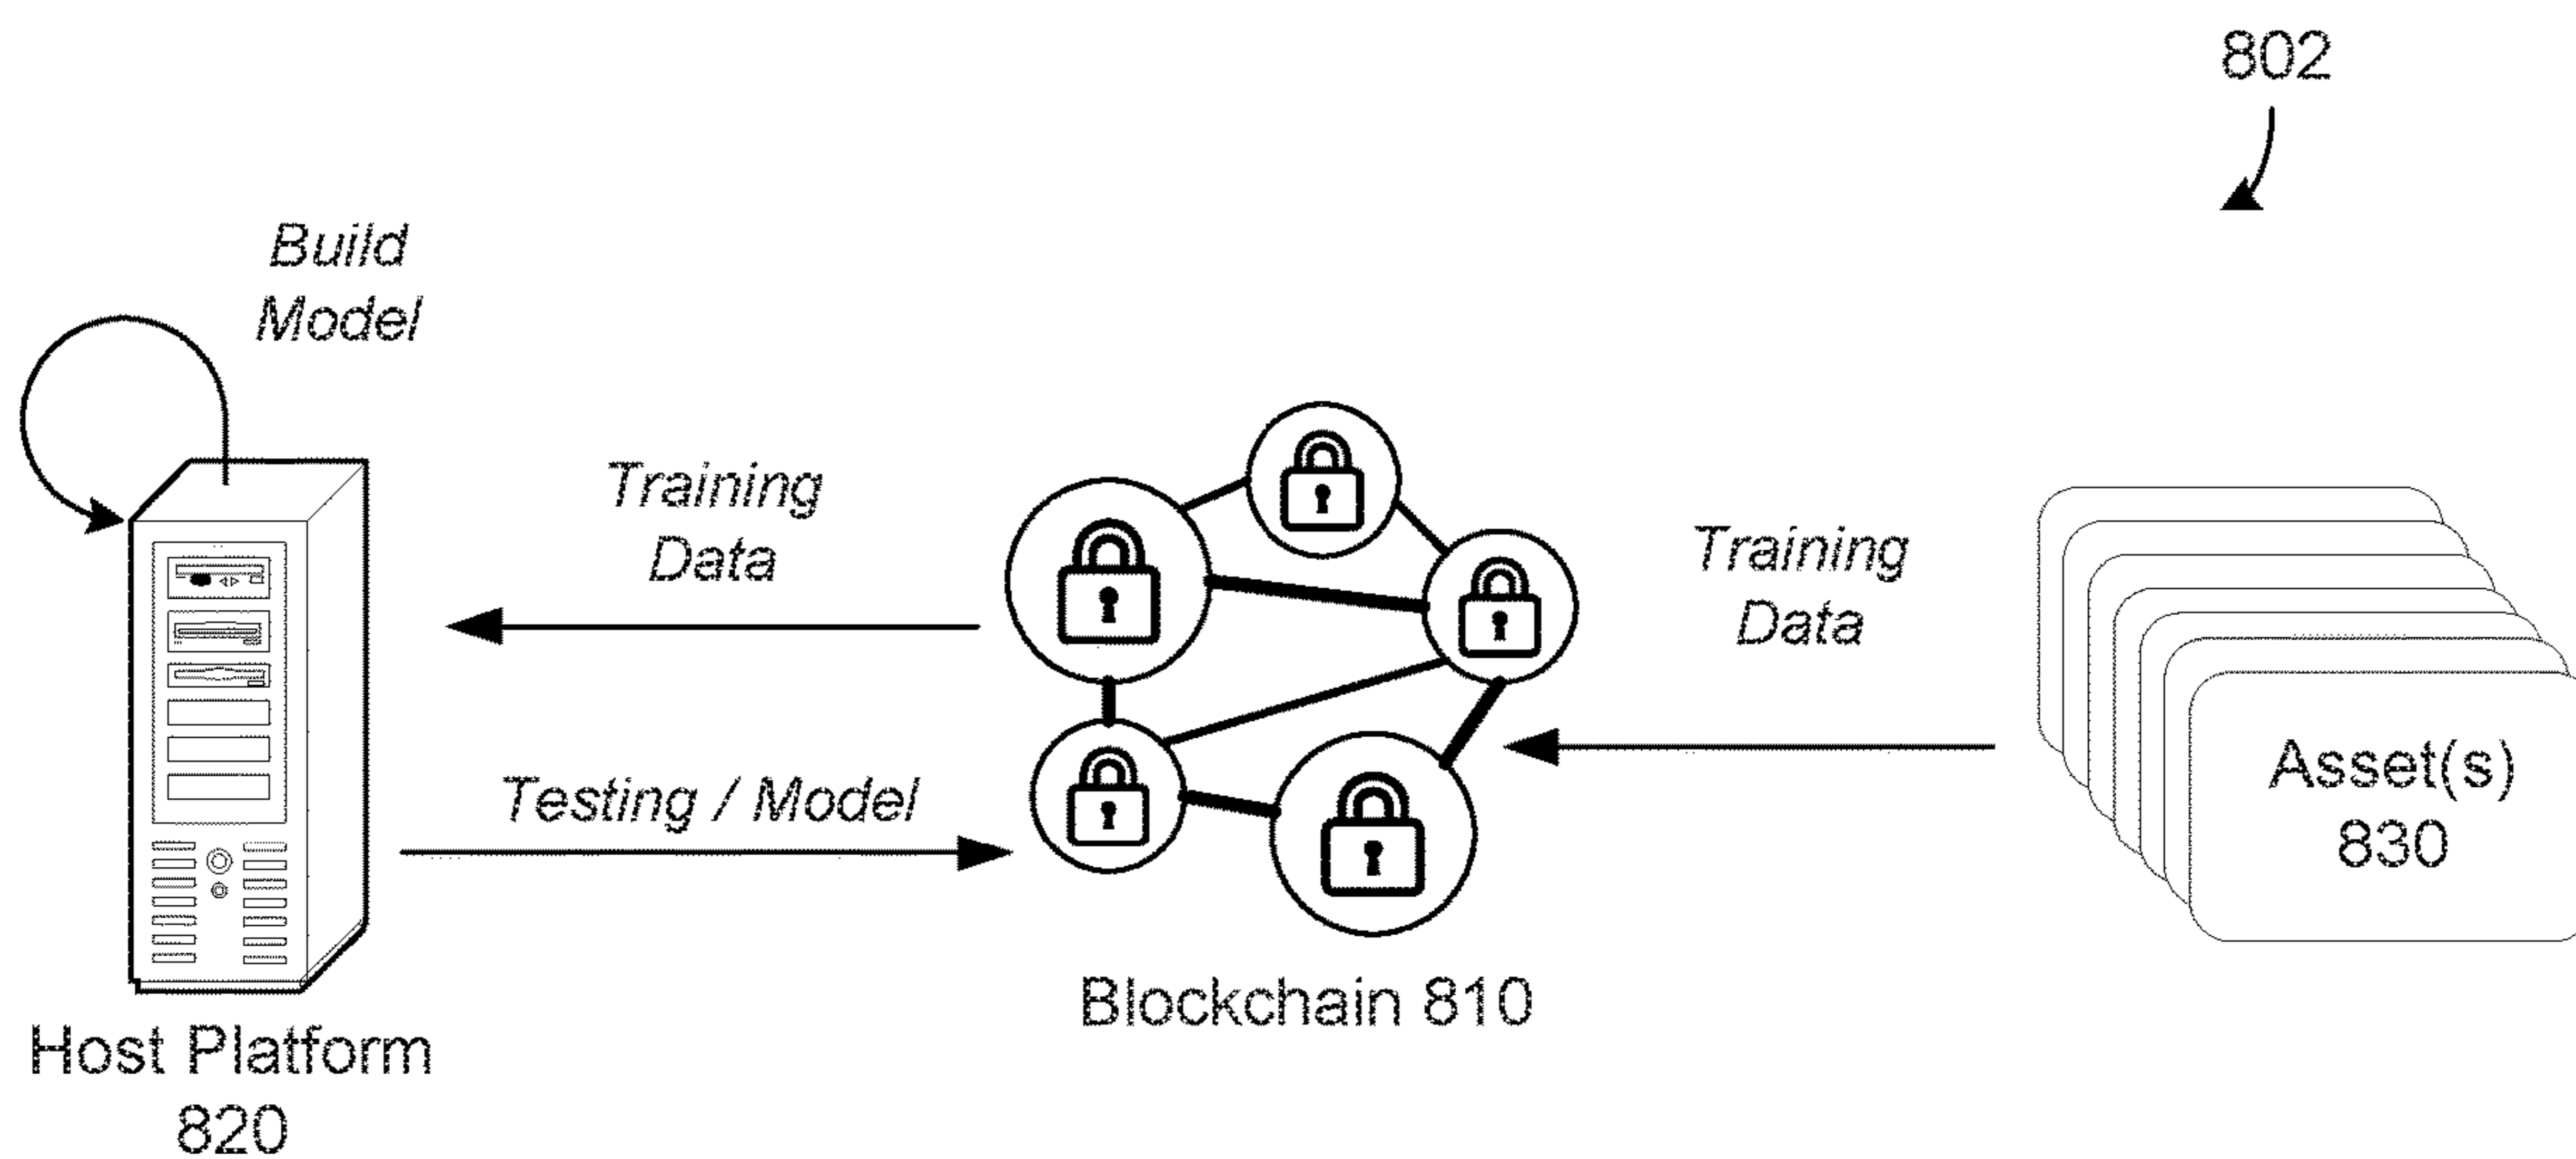 802
Build
Model
Training
Data
Training
Data
Testing / Model
Asset(s)
830
Blockchain 810
Host Platform
820